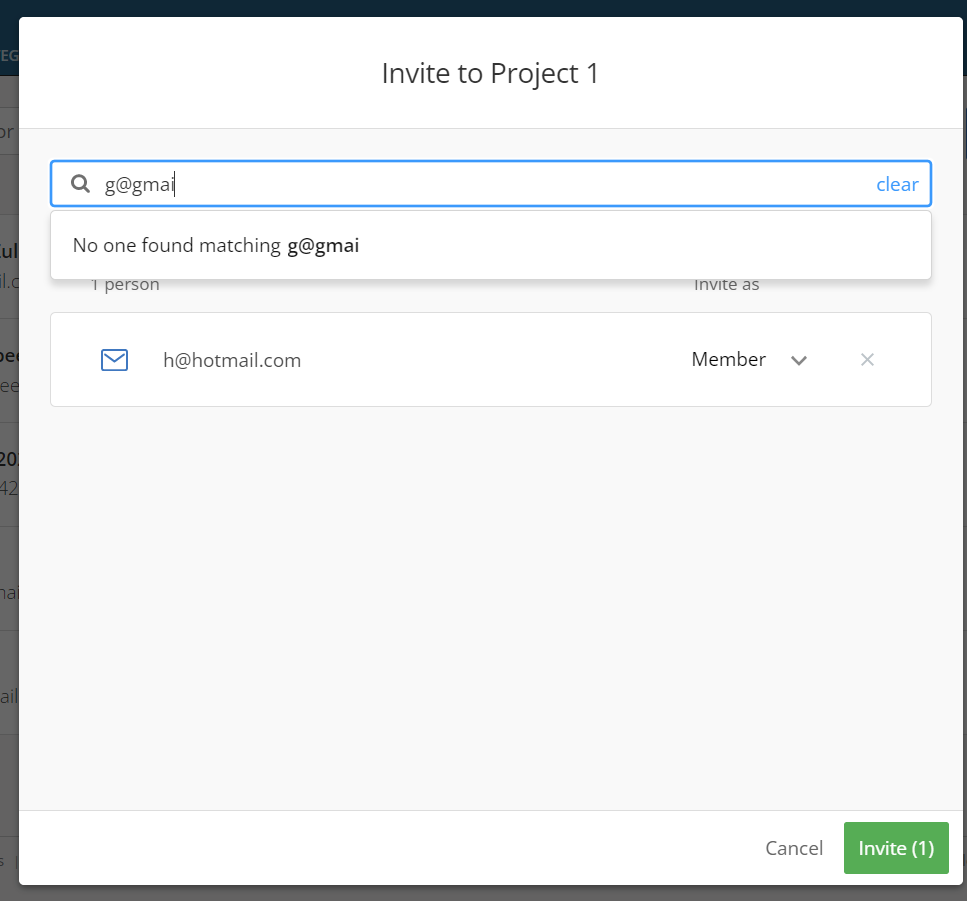 Invite to Project 1
g@gmai clear
No one found matching g@gmai
1 person Invite as
h@hotmail.com Member
Cancel Invite (1)